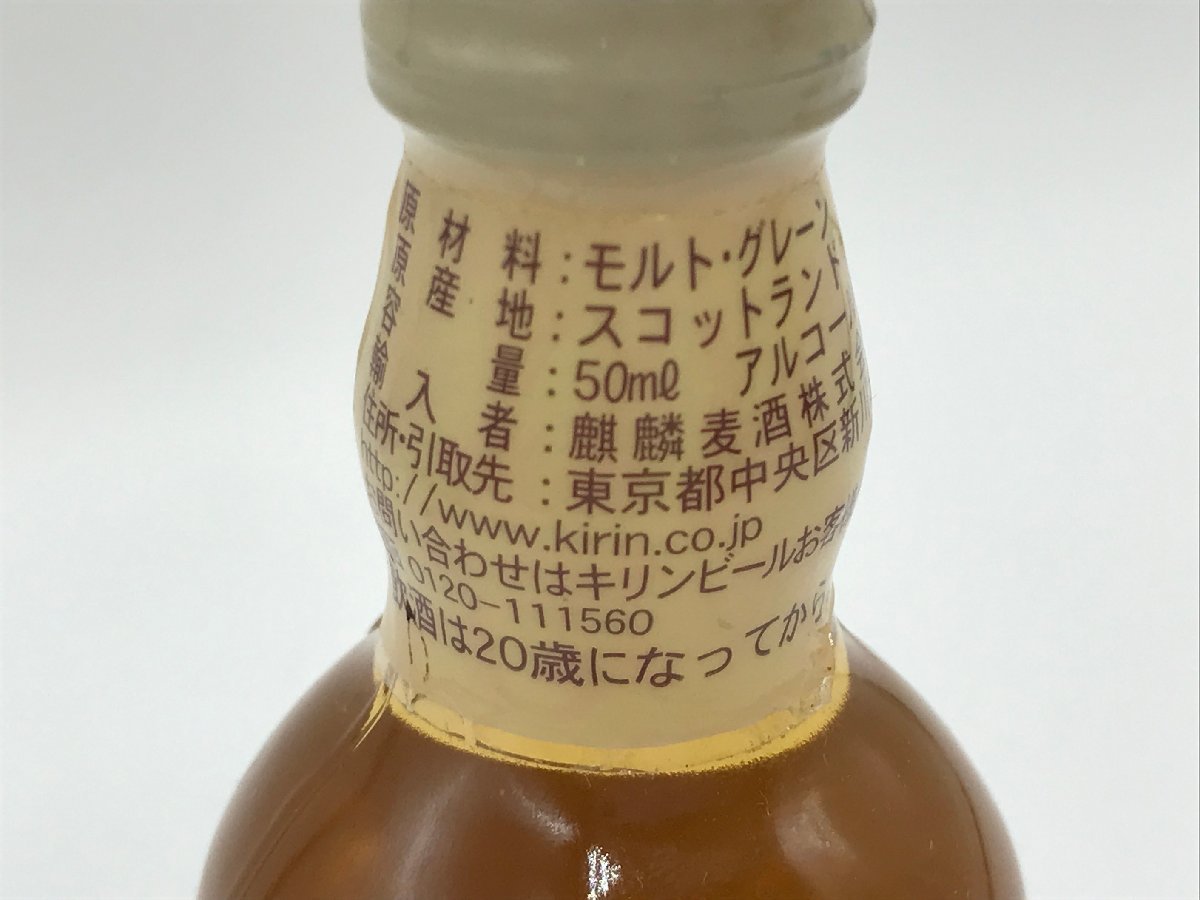 原材料：モルト・グレーン
原産地：スコットランド
容量：50mℓ アルコー
輸入者：麒麟麦酒株式
住所・引取先：東京都中央区新川
http://www.kirin.co.jp
問い合わせはキリンビールお客様
0120-111560
飲酒は20歳になってから